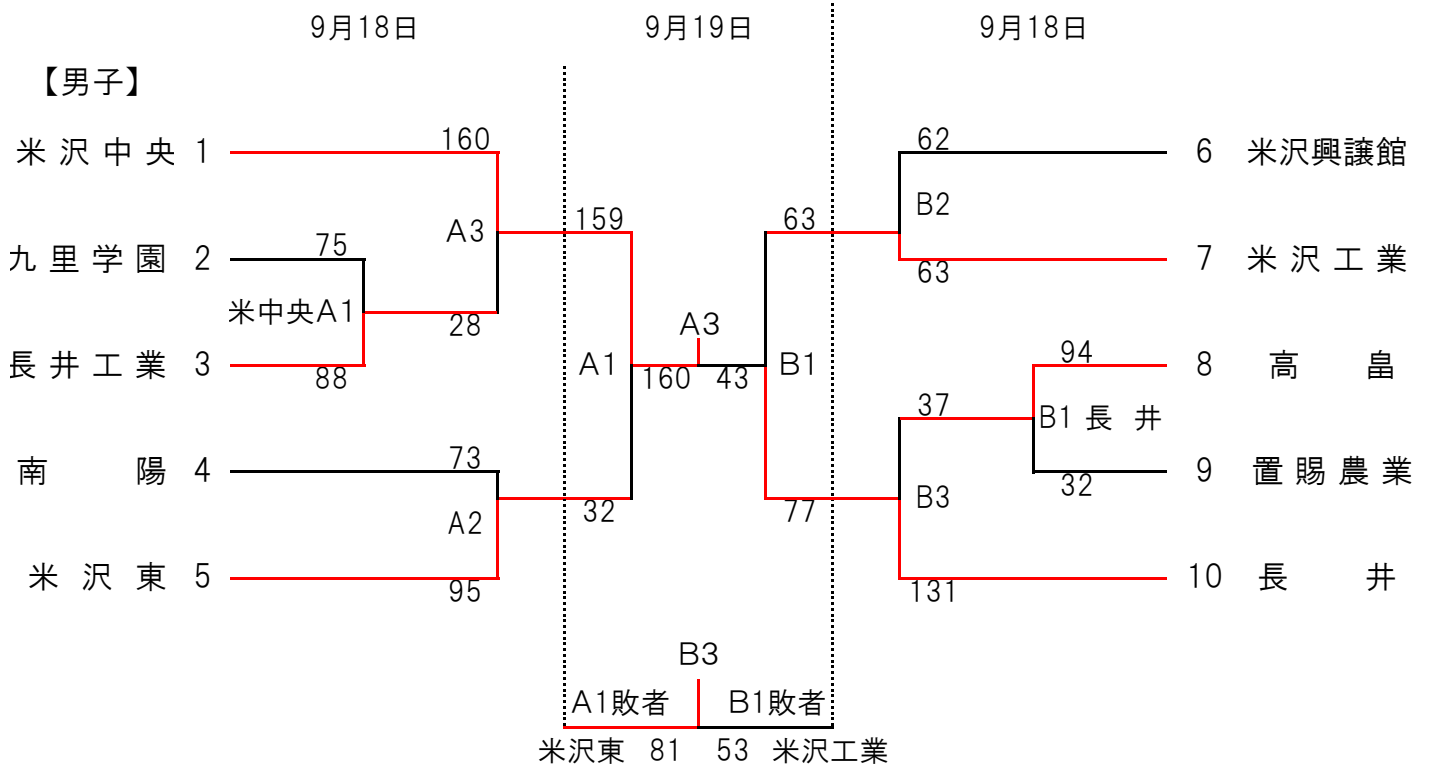 9月18日 9月19日 9月18日
【男子】
米沢中央 1 160 62 6 米沢興譲館
A3 159 63 B2
九里学園 2 75 63 7 米沢工業
米中央A1 28 A3
長井工業 3 88 A1 160 43 B1 94 8 高畠
37 B1 長井
南陽 4 73 32 9 置賜農業
A2 32 77 B3
米沢東 5 95 131 10 長井
B3
A1敗者 B1敗者
米沢東 81 53 米沢工業